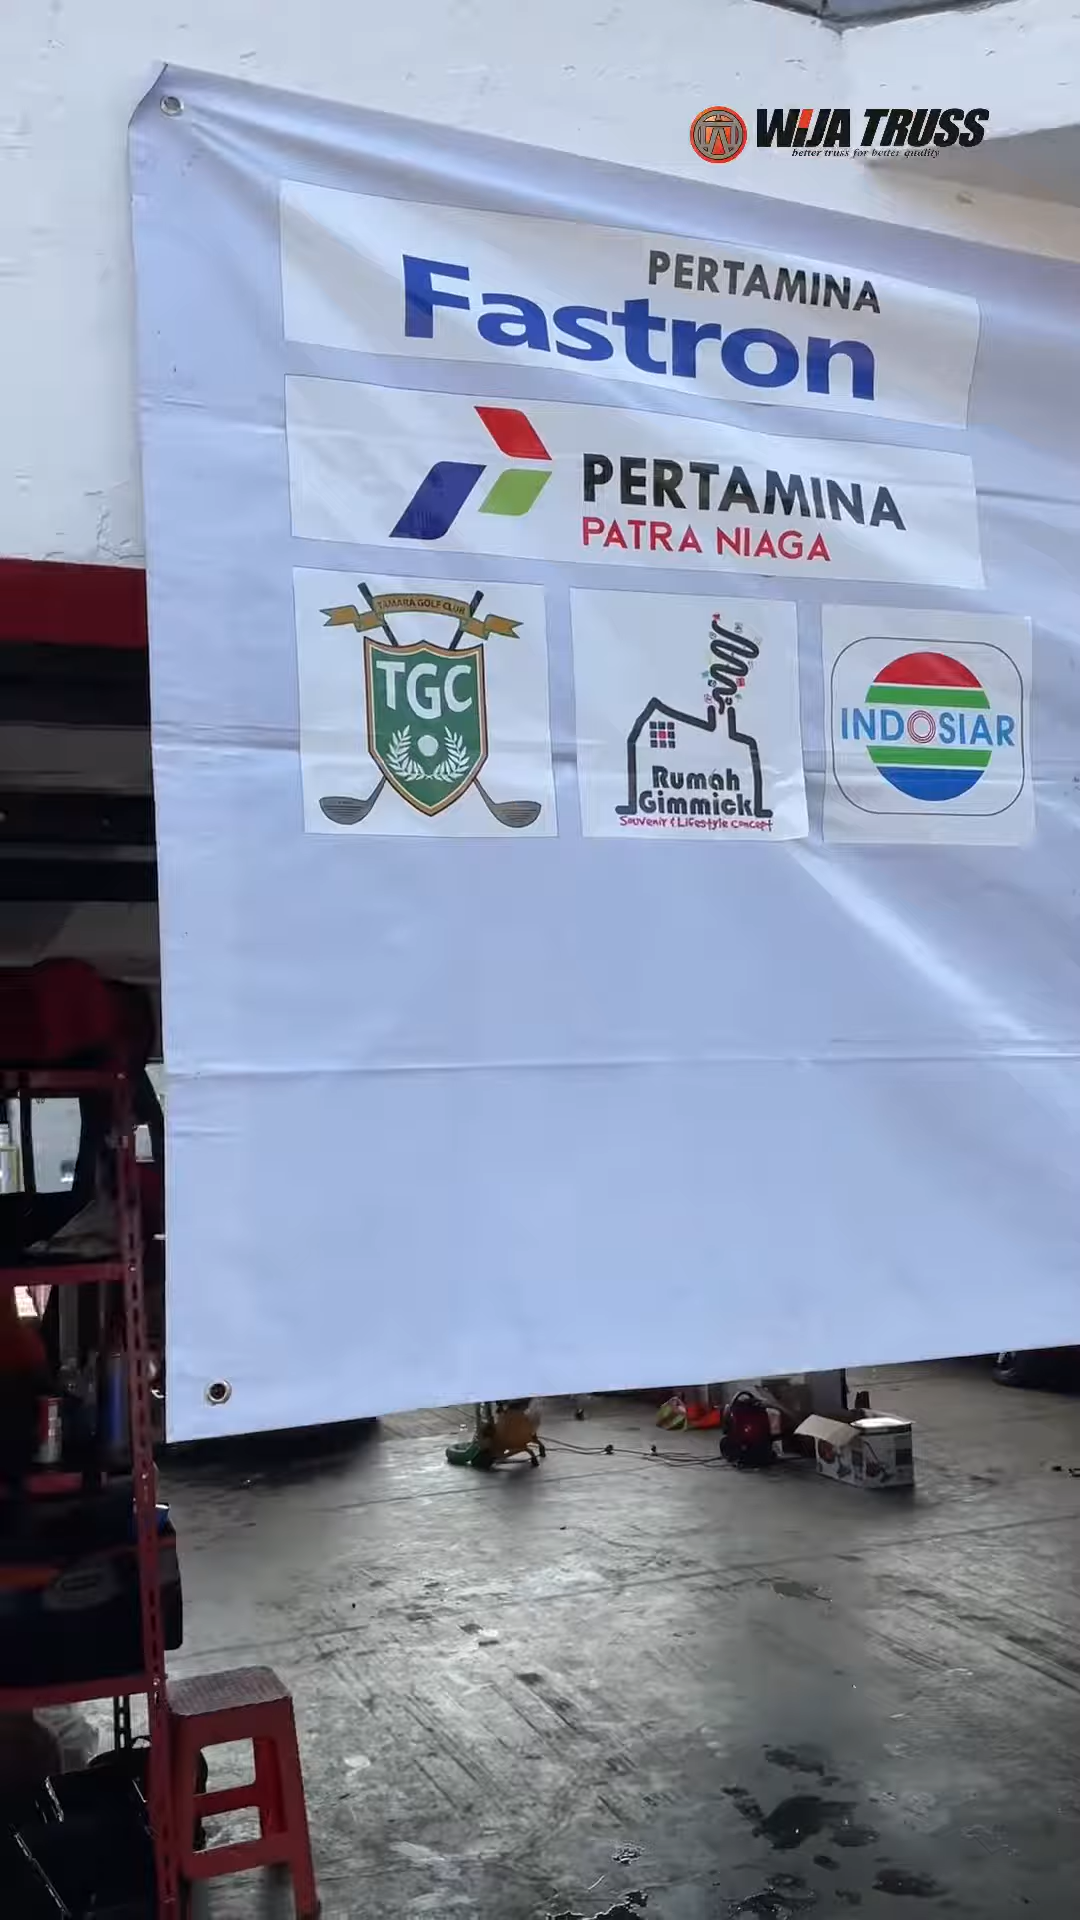 WIJA TRUSS
better truss for better quality
PERTAMINA
Fastron
PERTAMINA
PATRA NIAGA
TAMARA GOLF CLUB
TGC
Rumah
Gimmick
Souvenir & Lifestyle Concept
INDOSIAR